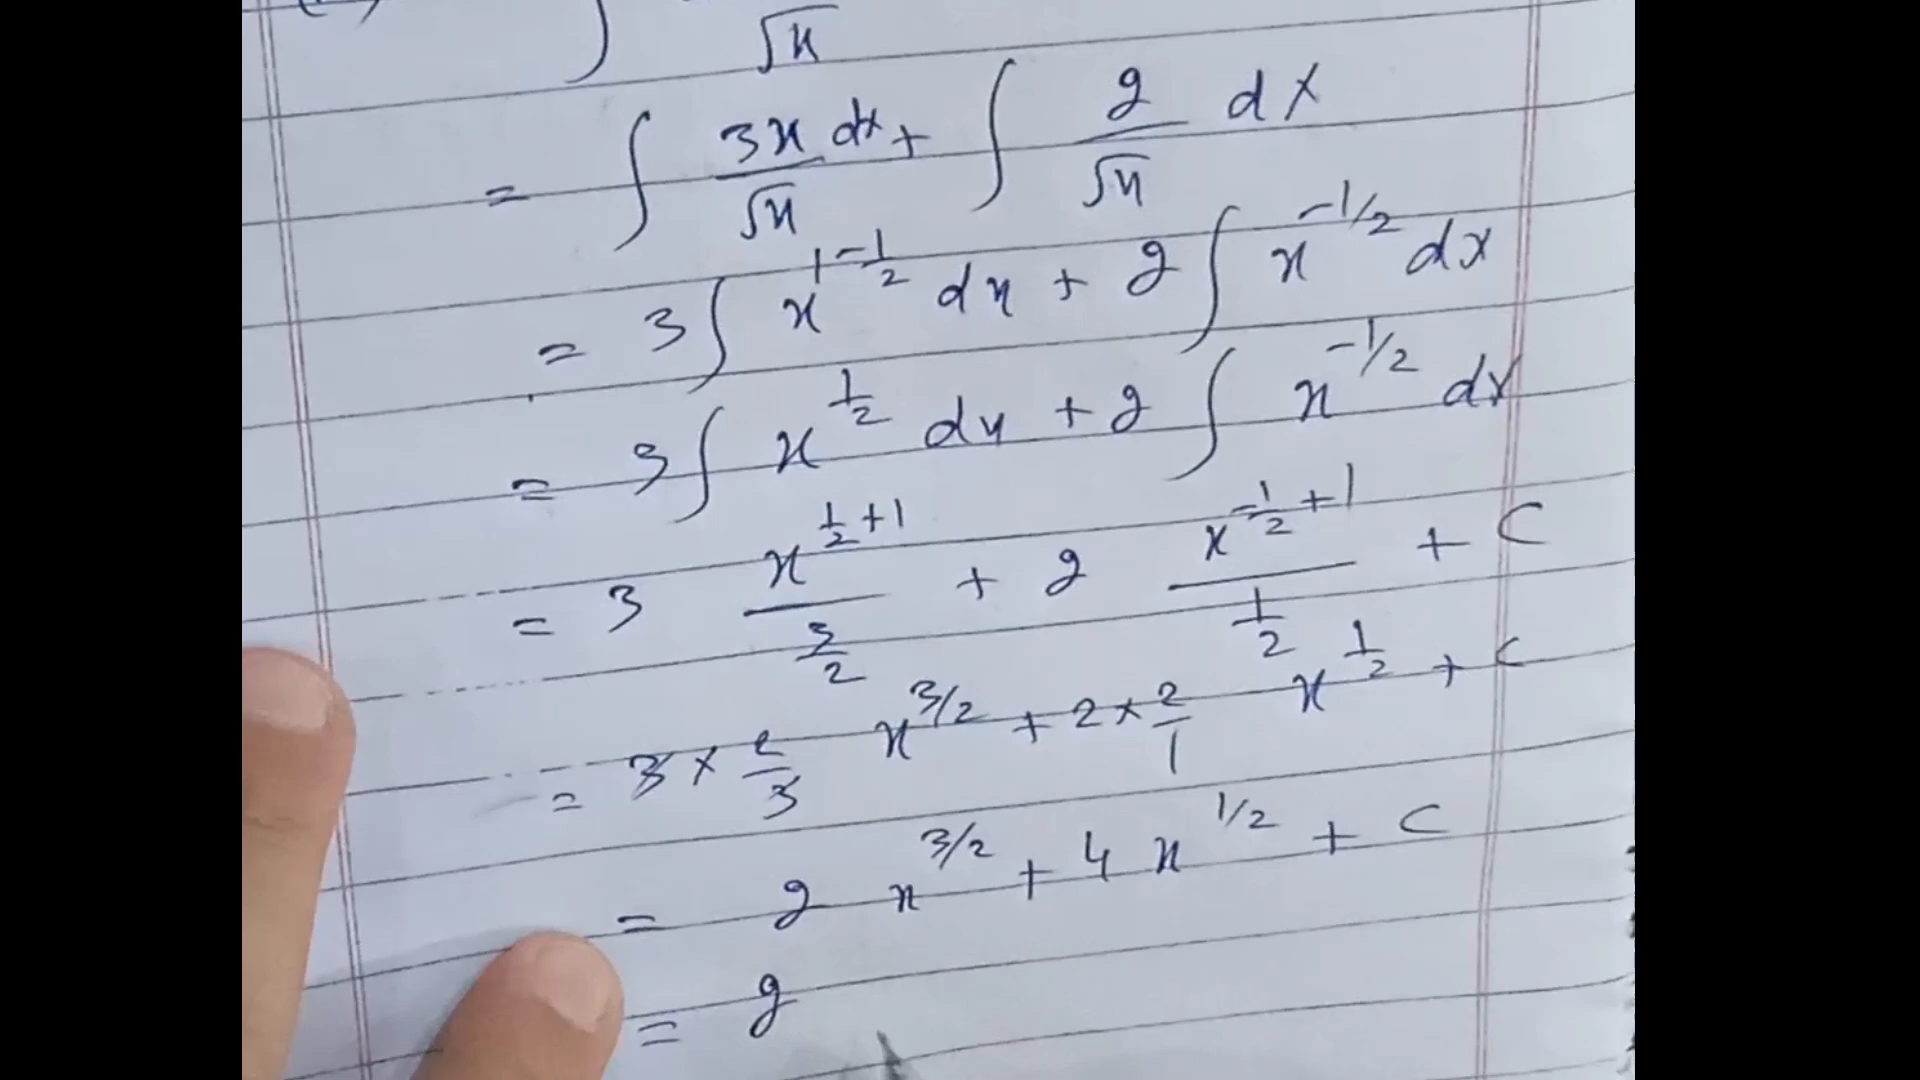 ∫ √x
= ∫ 3x dx / √x + ∫ 2 / √x dx
= 3∫ x^(1-1/2) dx + 2∫ x^(-1/2) dx
= 3∫ x^(1/2) dx + 2∫ x^(-1/2) dx
= 3 x^(1/2+1) / (3/2) + 2 x^(-1/2+1) / (1/2) + C
= 3 × 2/3 x^(3/2) + 2 × 2/1 x^(1/2) + C
= 2 x^(3/2) + 4 x^(1/2) + C
= 2